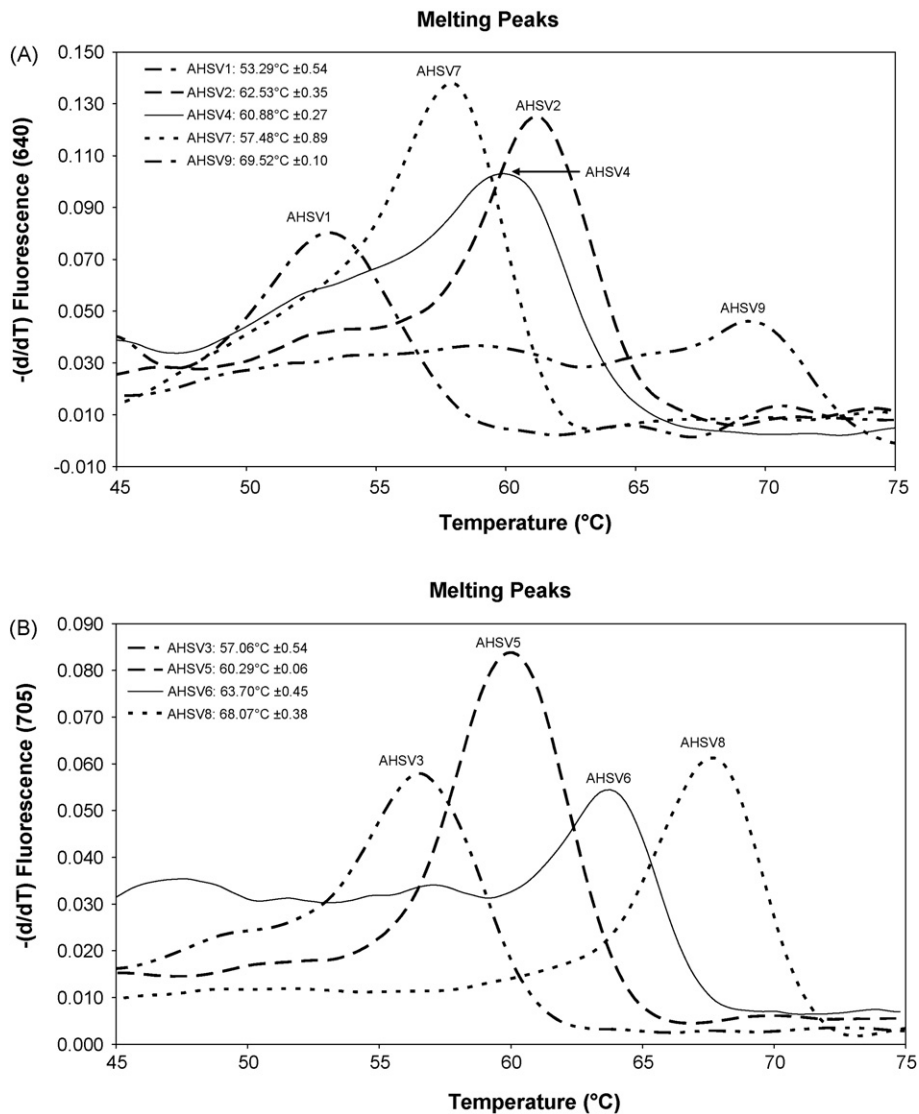 Melting Peaks
(A)
0.150
0.130
0.110
0.090
0.070
0.050
0.030
0.010
-0.010
-(d/dT) Fluorescence (640)
AHSV1: 53.29°C ±0.54
AHSV2: 62.53°C ±0.35
AHSV4: 60.88°C ±0.27
AHSV7: 57.48°C ±0.89
AHSV9: 69.52°C ±0.10
AHSV7
AHSV2
AHSV4
AHSV1
AHSV9
45 50 55 60 65 70 75
Temperature (°C)
Melting Peaks
(B)
0.090
0.080
0.070
0.060
0.050
0.040
0.030
0.020
0.010
0.000
-(d/dT) Fluorescence (705)
AHSV3: 57.06°C ±0.54
AHSV5: 60.29°C ±0.06
AHSV6: 63.70°C ±0.45
AHSV8: 68.07°C ±0.38
AHSV5
AHSV8
AHSV3
AHSV6
45 50 55 60 65 70 75
Temperature (°C)